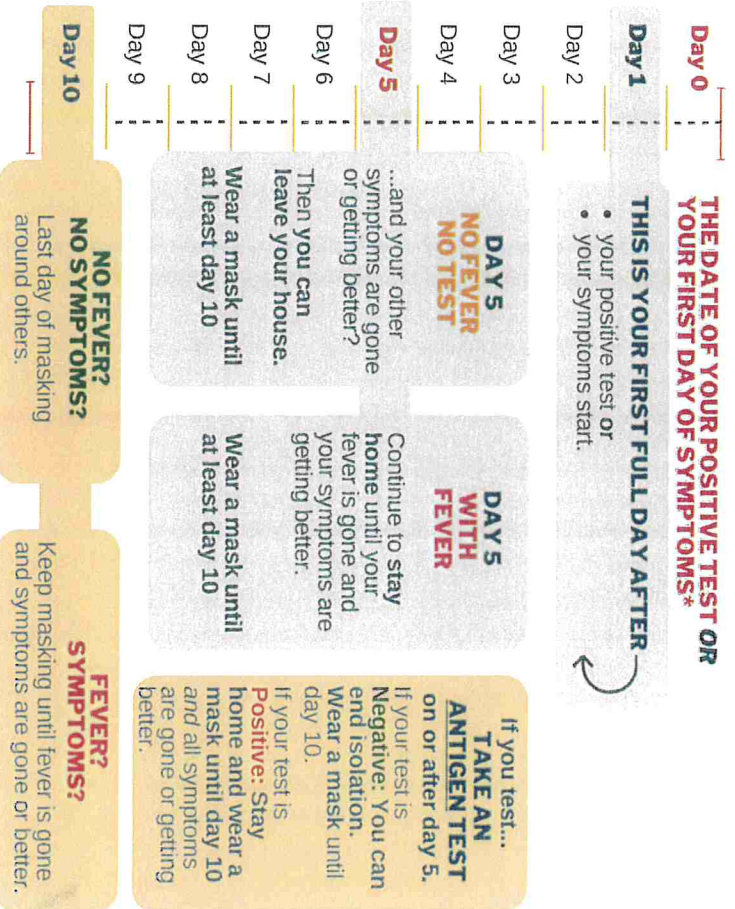 Day 0
THE DATE OF YOUR POSITIVE TEST OR
YOUR FIRST DAY OF SYMPTOMS*
Day 1
THIS IS YOUR FIRST FULL DAY AFTER
• your positive test or
• your symptoms start.
Day 2
Day 3
Day 4
Day 5
Day 6
Day 7
Day 8
Day 9
DAY 5
NO FEVER
NO TEST
...and your other
symptoms are gone
or getting better?
Then you can
leave your house.
Wear a mask until
at least day 10
DAY 5
WITH
FEVER
Continue to stay
home until your
fever is gone and
your symptoms are
getting better.
Wear a mask until
at least day 10
If you test...
TAKE AN
ANTIGEN TEST
on or after day 5.
If your test is
Negative: You can
end isolation.
Wear a mask until
day 10.
If your test is
Positive: Stay
home and wear a
mask until day 10
and all symptoms
are gone or getting
better.
Day 10
NO FEVER?
NO SYMPTOMS?
Last day of masking
around others.
FEVER?
SYMPTOMS?
Keep masking until fever is gone
and symptoms are gone or better.